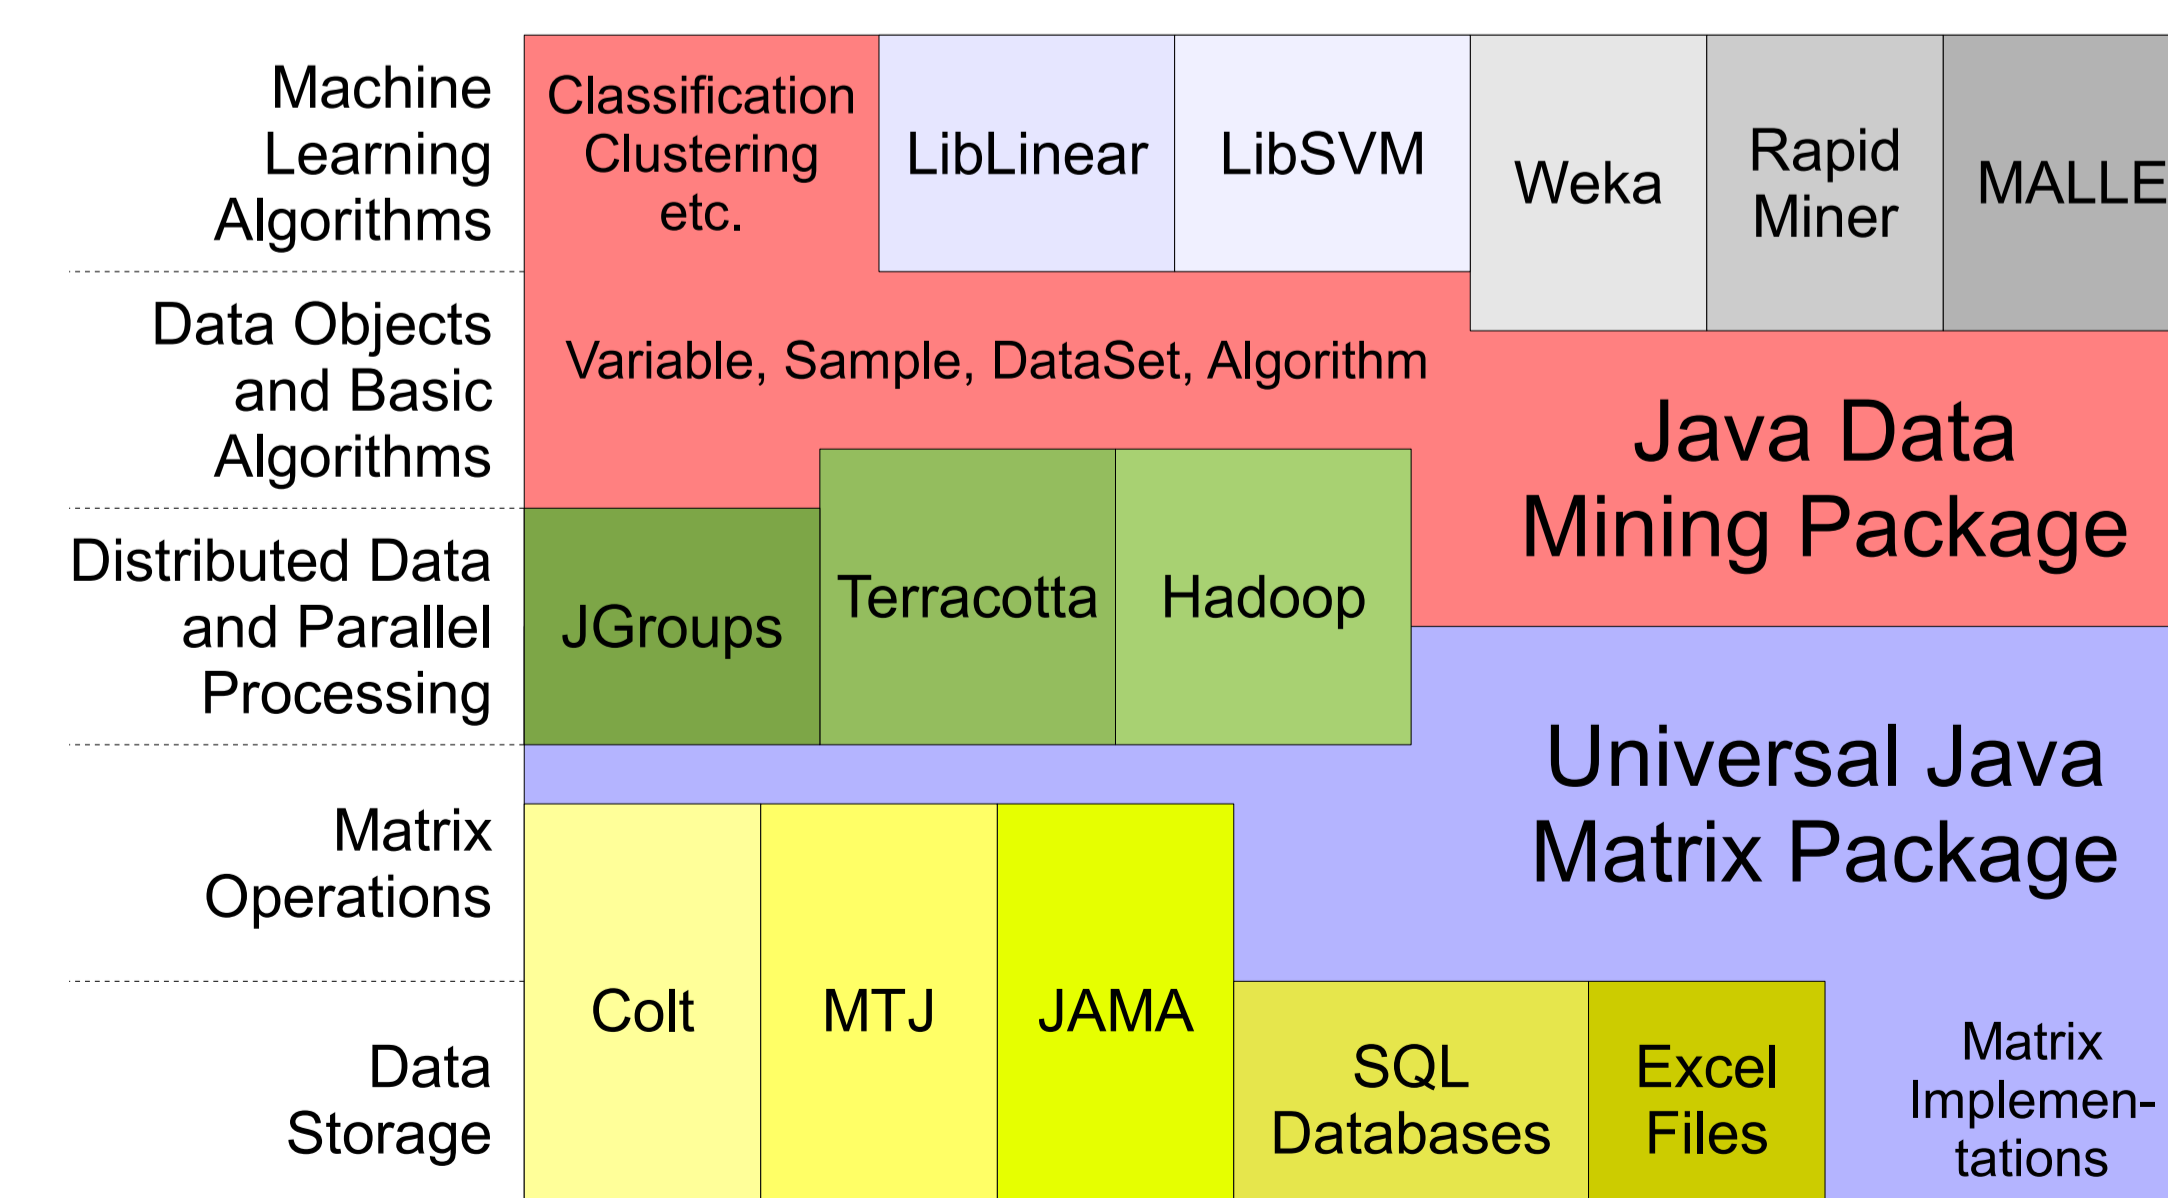 Machine
Learning
Algorithms
Classification
Clustering
etc.
LibLinear
LibSVM
Weka
Rapid
Miner
MALLE
Data Objects
and Basic
Algorithms
Variable, Sample, DataSet, Algorithm
Java Data
Mining Package
Distributed Data
and Parallel
Processing
JGroups
Terracotta
Hadoop
Universal Java
Matrix Package
Matrix
Operations
Colt
MTJ
JAMA
Data
Storage
SQL
Databases
Excel
Files
Matrix
Implemen-
tations